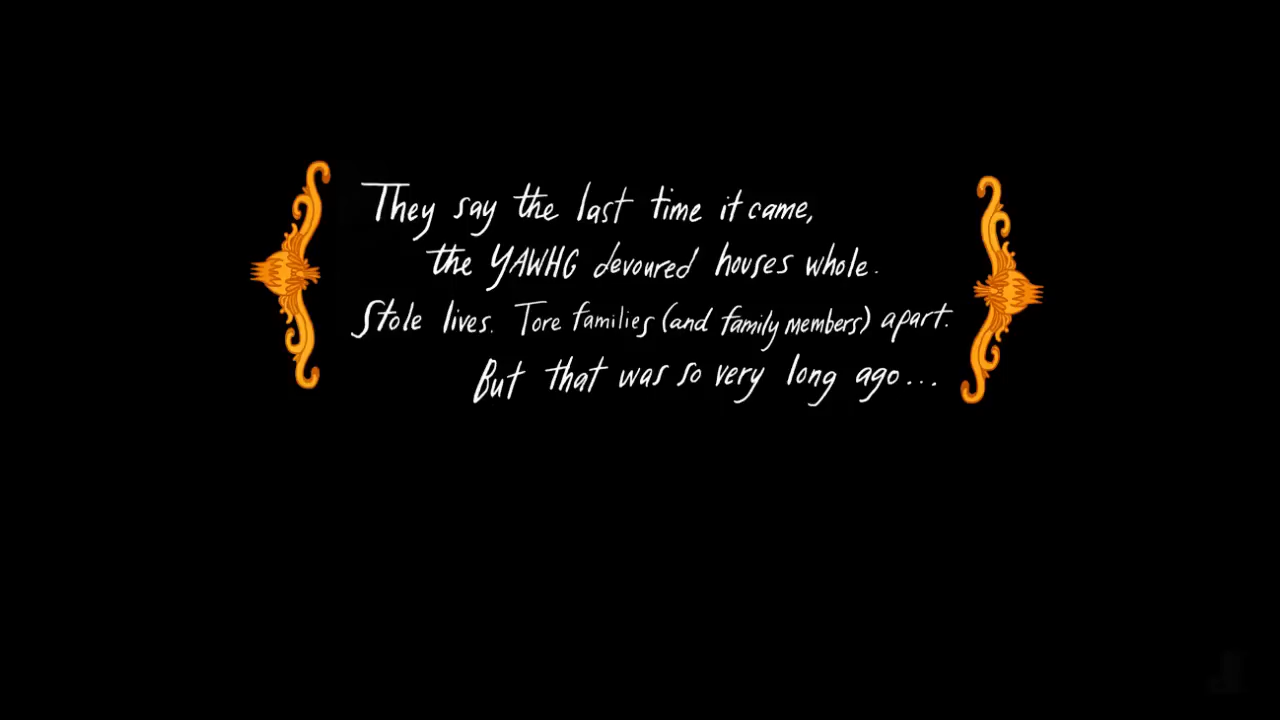 They say the last time it came,
the YAWHG devoured houses whole.
Stole lives. Tore families (and family members) apart.
But that was so very long ago...